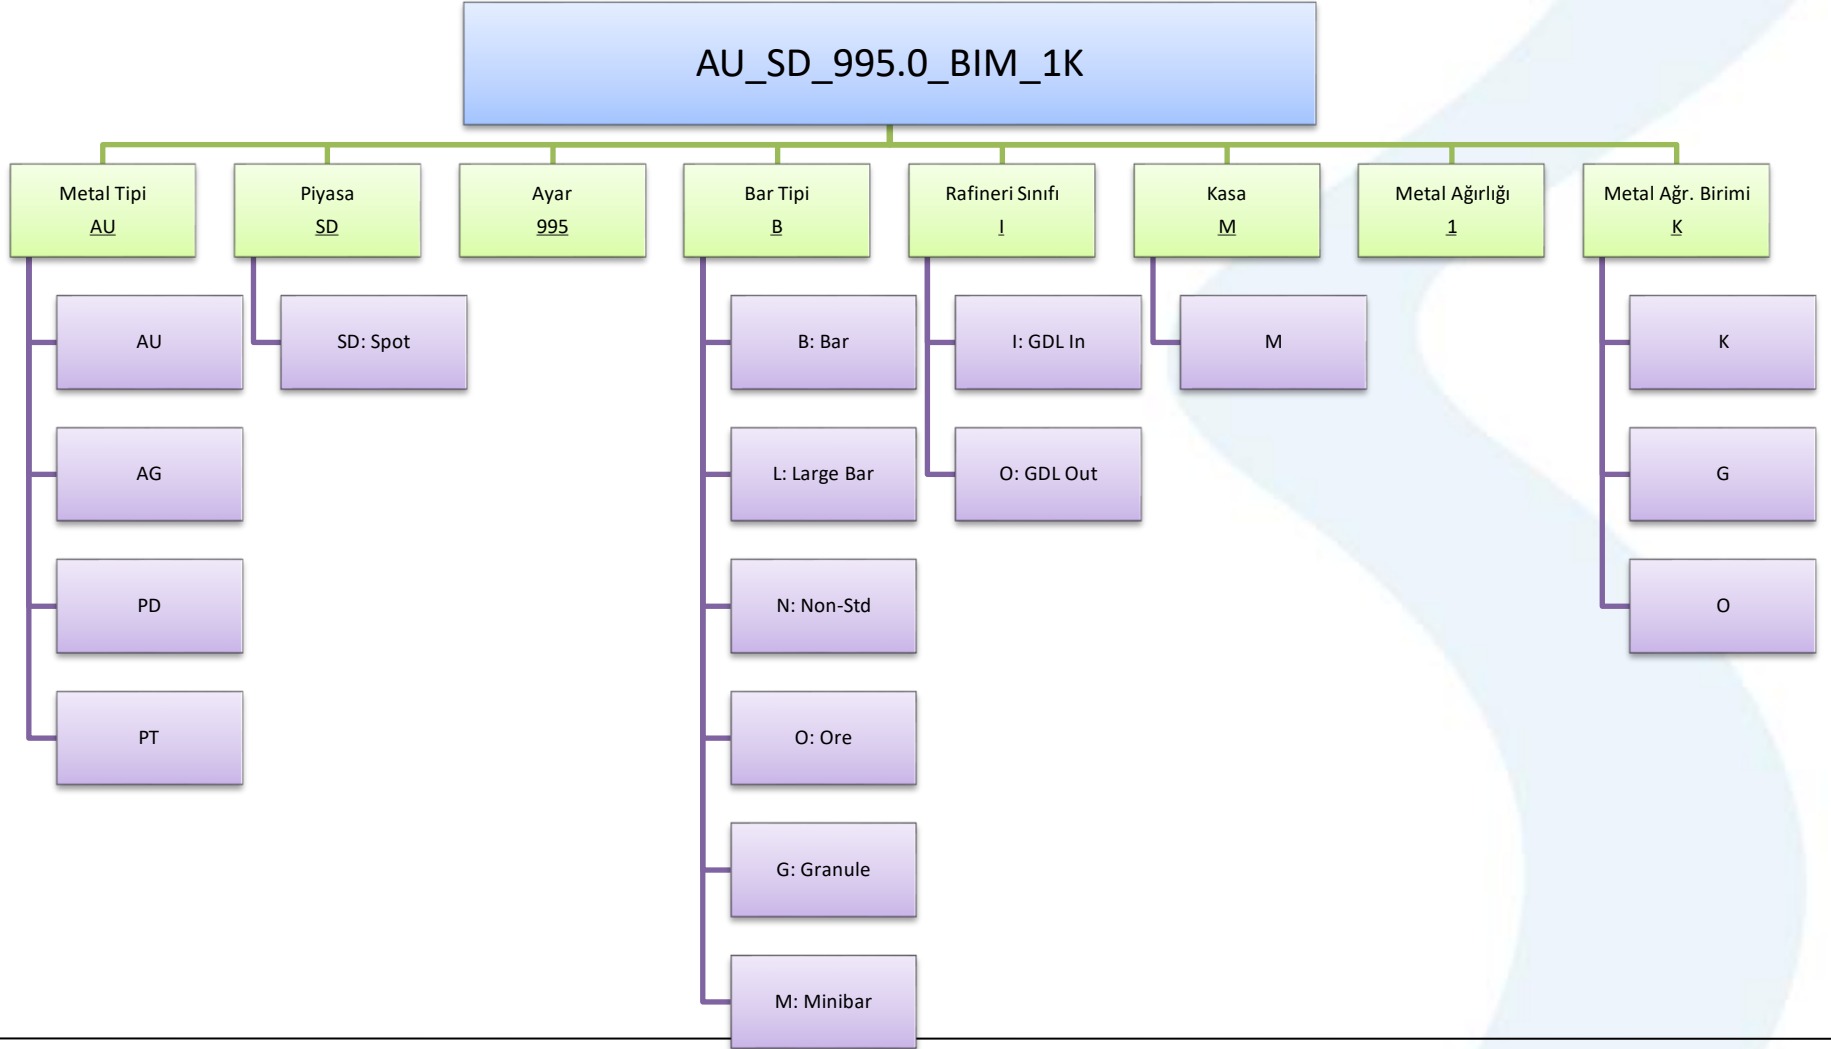 AU_SD_995.0_BIM_1K
Metal Tipi
AU
Piyasa
SD
Ayar
995
Bar Tipi
B
Rafineri Sınıfı
I
Kasa
M
Metal Ağırlığı
1
Metal Ağr. Birimi
K
AU
AG
PD
PT
SD: Spot
B: Bar
L: Large Bar
N: Non-Std
O: Ore
G: Granule
M: Minibar
I: GDL In
O: GDL Out
M
K
G
O